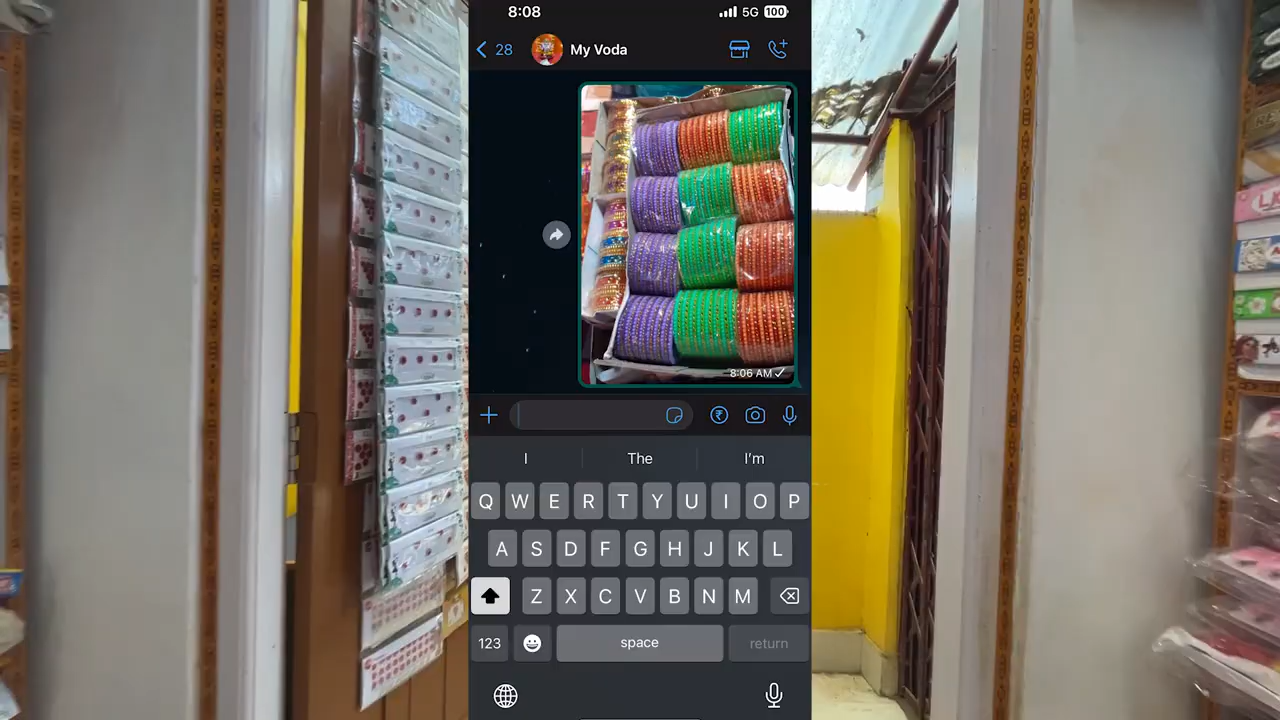 8:08
5G 100
28
My Voda
8:06 AM
I The I'm
Q W E R T Y U I O P
A S D F G H J K L
Z X C V B N M
123 space return